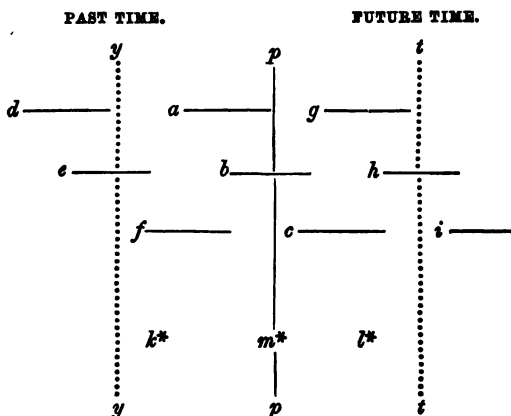 PAST TIME. FUTURE TIME.
y p t
d a g
e b h
f c i
k* m* l*
y p t